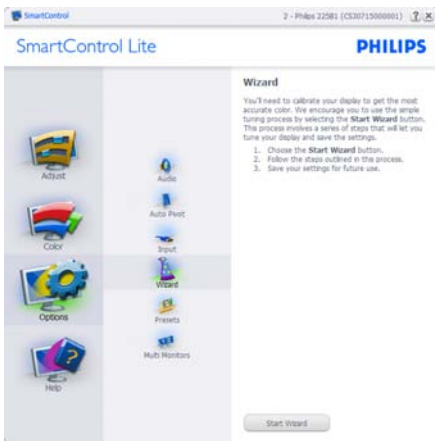 SmartControl
2 - Philips 225B1 (CS30715000001)
SmartControl Lite
PHILIPS
Adjust
Color
Options
Help
Audio
Auto Pivot
Input
Wizard
Presets
Multi Monitors
Wizard
You'll need to calibrate your display to get the most
accurate color. We encourage you to use the simple
tuning process by selecting the Start Wizard button.
This process involves a series of steps that will let you
tune your display and save the settings.
1. Choose the Start Wizard button.
2. Follow the steps outlined in this process.
3. Save your settings for future use.
Start Wizard